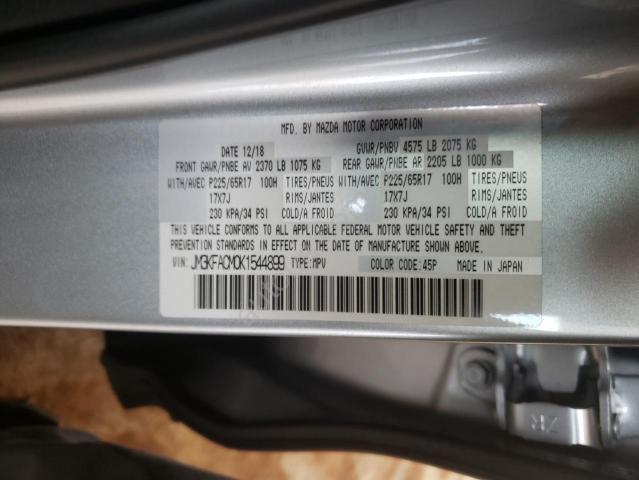 MFD. BY MAZDA MOTOR CORPORATION
DATE 12/18 GVWR/PNBV 4575 LB 2075 KG
FRONT GAWR/PNBE AV 2370 LB 1075 KG REAR GAWR/PNBE AR 2205 LB 1000 KG
WITH/AVEC P225/65R17 100H TIRES/PNEUS WITH/AVEC P225/65R17 100H TIRES/PNEUS
17X7J RIMS/JANTES 17X7J RIMS/JANTES
230 KPA/34 PSI COLD/A FROID 230 KPA/34 PSI COLD/A FROID
THIS VEHICLE CONFORMS TO ALL APPLICABLE FEDERAL MOTOR VEHICLE SAFETY AND THEFT
PREVENTION STANDARDS IN EFFECT ON THE DATE OF MANUFACTURE SHOWN ABOVE.
VIN: JM3KFACM0K1544899 TYPE:MPV COLOR CODE:45P MADE IN JAPAN